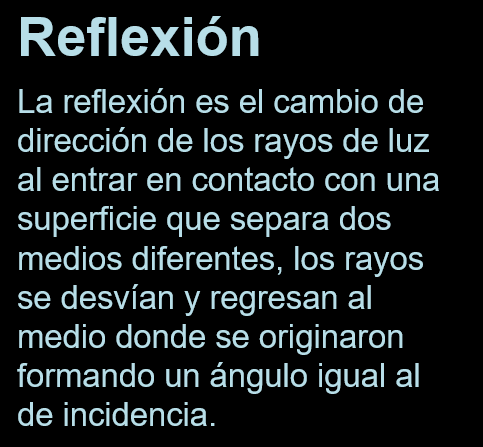 Reflexión
La reflexión es el cambio de
dirección de los rayos de luz
al entrar en contacto con una
superficie que separa dos
medios diferentes, los rayos
se desvían y regresan al
medio donde se originaron
formando un ángulo igual al
de incidencia.